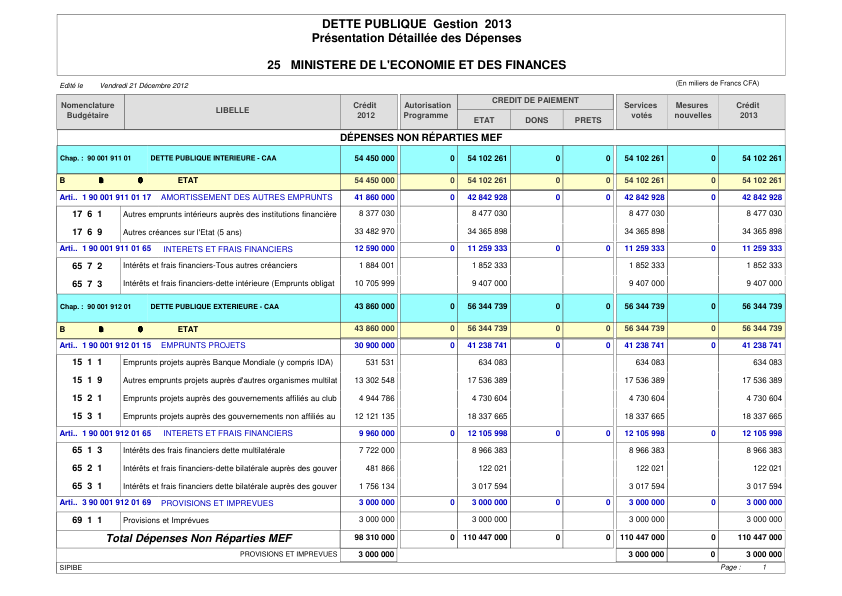 DETTE PUBLIQUE Gestion 2013
Présentation Détaillée des Dépenses
25 MINISTERE DE L'ECONOMIE ET DES FINANCES
Edité le Vendredi 21 Décembre 2012
(En miliers de Francs CFA)
Nomenclature Budgétaire LIBELLE Crédit 2012 Autorisation Programme CREDIT DE PAIEMENT ETAT DONS PRETS Services votés Mesures nouvelles Crédit 2013
DÉPENSES NON RÉPARTIES MEF
Chap. : 90 001 911 01 DETTE PUBLIQUE INTERIEURE - CAA 54 450 000 0 54 102 261 0 0 54 102 261 0 54 102 261
B ETAT 54 450 000 0 54 102 261 0 0 54 102 261 0 54 102 261
Arti.. 1 90 001 911 01 17 AMORTISSEMENT DES AUTRES EMPRUNTS 41 860 000 0 42 842 928 0 0 42 842 928 0 42 842 928
17 6 1 Autres emprunts intérieurs auprès des institutions financière 8 377 030 8 477 030 8 477 030 8 477 030
17 6 9 Autres créances sur l'Etat (5 ans) 33 482 970 34 365 898 34 365 898 34 365 898
Arti.. 1 90 001 911 01 65 INTERETS ET FRAIS FINANCIERS 12 590 000 0 11 259 333 0 0 11 259 333 0 11 259 333
65 7 2 Intérêts et frais financiers-Tous autres créanciers 1 884 001 1 852 333 1 852 333 1 852 333
65 7 3 Intérêts et frais financiers-dette intérieure (Emprunts obligat 10 705 999 9 407 000 9 407 000 9 407 000
Chap. : 90 001 912 01 DETTE PUBLIQUE EXTERIEURE - CAA 43 860 000 0 56 344 739 0 0 56 344 739 0 56 344 739
B ETAT 43 860 000 0 56 344 739 0 0 56 344 739 0 56 344 739
Arti.. 1 90 001 912 01 15 EMPRUNTS PROJETS 30 900 000 0 41 238 741 0 0 41 238 741 0 41 238 741
15 1 1 Emprunts projets auprès Banque Mondiale (y compris IDA) 531 531 634 083 634 083 634 083
15 1 9 Autres emprunts projets auprès d'autres organismes multilat 13 302 548 17 536 389 17 536 389 17 536 389
15 2 1 Emprunts projets auprès des gouvernements affiliés au club 4 944 786 4 730 604 4 730 604 4 730 604
15 3 1 Emprunts projets auprès des gouvernements non affiliés au 12 121 135 18 337 665 18 337 665 18 337 665
Arti.. 1 90 001 912 01 65 INTERETS ET FRAIS FINANCIERS 9 960 000 0 12 105 998 0 0 12 105 998 0 12 105 998
65 1 3 Intérêts des frais financiers dette multilatérale 7 722 000 8 966 383 8 966 383 8 966 383
65 2 1 Intérêts et frais financiers-dette bilatérale auprès des gouver 481 866 122 021 122 021 122 021
65 3 1 Intérêts et frais financiers dette bilatérale auprès des gouver 1 756 134 3 017 594 3 017 594 3 017 594
Arti.. 3 90 001 912 01 69 PROVISIONS ET IMPREVUES 3 000 000 0 3 000 000 0 0 3 000 000 0 3 000 000
69 1 1 Provisions et Imprévues 3 000 000 3 000 000 3 000 000 3 000 000
Total Dépenses Non Réparties MEF 98 310 000 0 110 447 000 0 0 110 447 000 0 110 447 000
PROVISIONS ET IMPREVUES 3 000 000 3 000 000 0 3 000 000
SIPIBE Page : 1